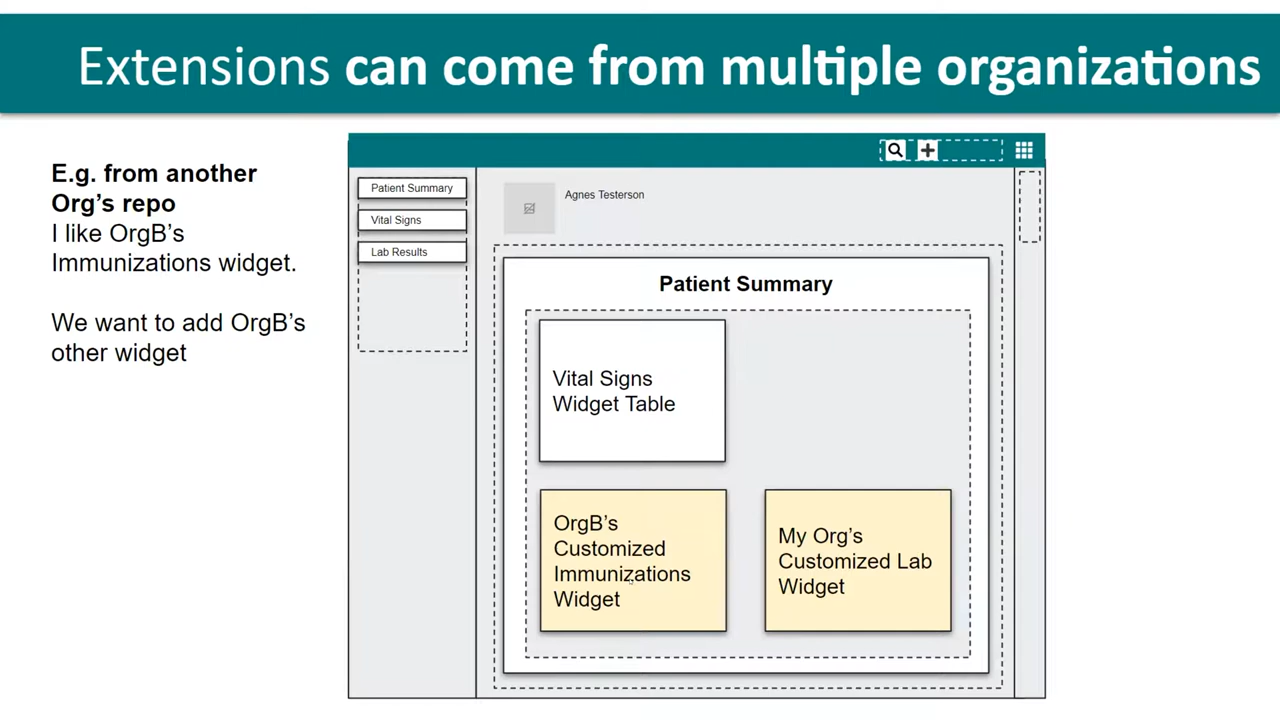 Extensions can come from multiple organizations
E.g. from another
Org's repo
I like OrgB's
Immunizations widget.
We want to add OrgB's
other widget
Patient Summary
Vital Signs
Lab Results
Agnes Testerson
Patient Summary
Vital Signs
Widget Table
OrgB's
Customized
Immunizations
Widget
My Org's
Customized Lab
Widget